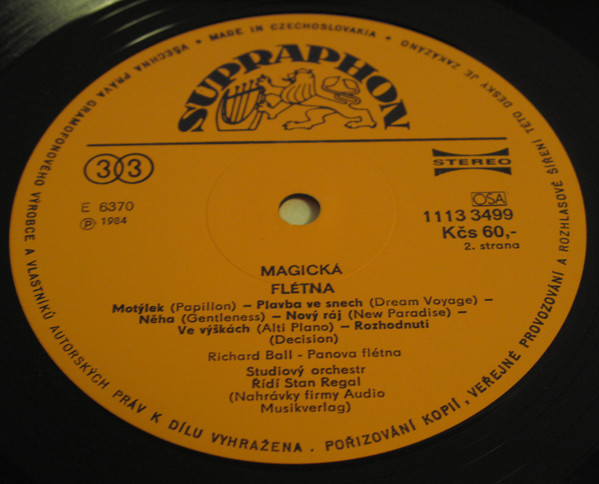 VŠECHNA PRÁVA GRAMOFONOVÉHO VÝROBCE A VLASTNÍKŮ AUTORSKÝCH PRÁV K DÍLU VYHRAŽENA. POŘIZOVÁNÍ KOPIÍ, VEŘEJNÉ PROVOZOVÁNÍ A ROZHLASOVÉ ŠÍŘENÍ TÉTO DESKY JE ZAKÁZÁNO • MADE IN CZECHOSLOVAKIA •
SUPRAPHON
33
STEREO
E 6370
Ⓟ 1984
OSA
1113 3499
Kčs 60,-
2. strana
MAGICKÁ
FLÉTNA
Motýlek (Papillon) – Plavba ve snech (Dream Voyage) –
Něha (Gentleness) – Nový ráj (New Paradise) –
Ve výškách (Alti Plano) – Rozhodnutí
(Decision)
Richard Ball - Panova flétna
Studiový orchestr
Řídí Stan Regal
(Nahrávky firmy Audio
Musikverlag)